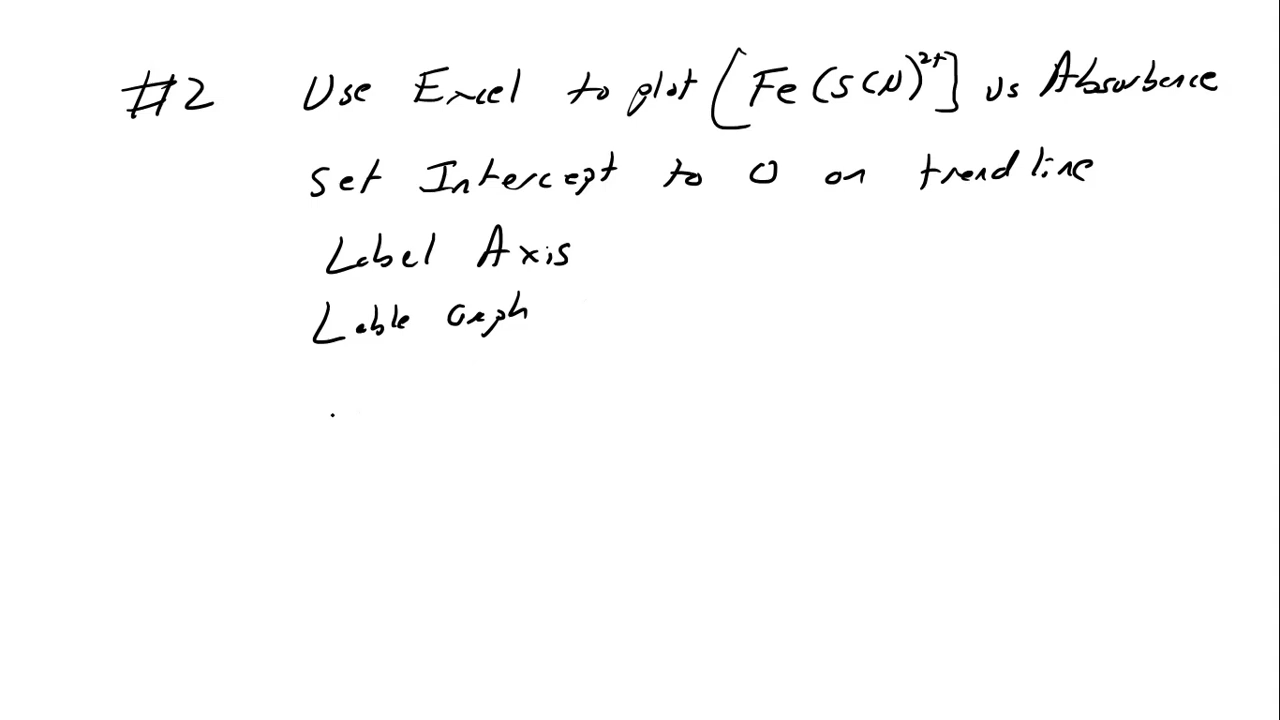 #2 Use Excel to plot [Fe(SCN)²⁺] vs Absorbance
Set Intercept to 0 on trendline
Label Axis
Lable Graph